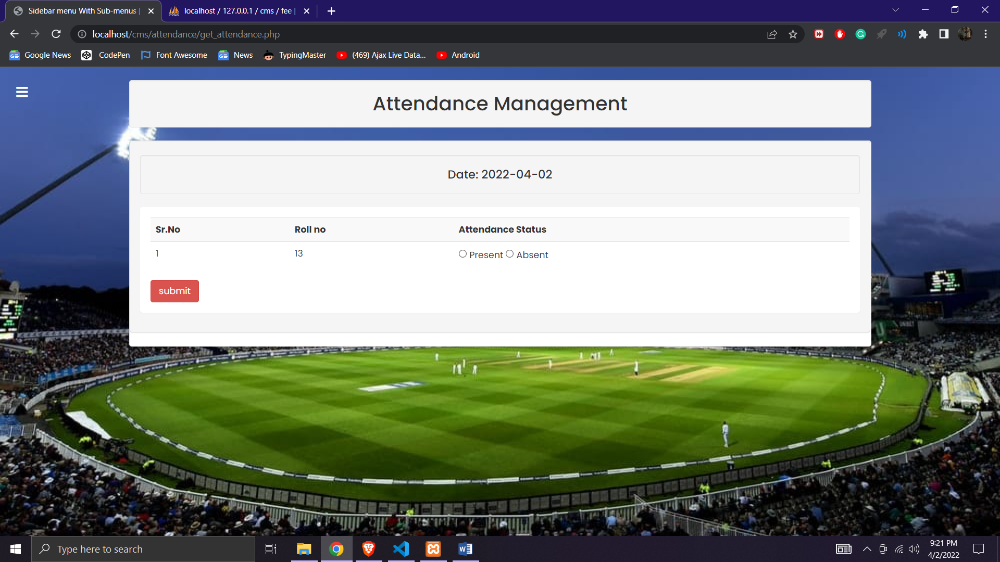 Sidebar menu With Sub-menus |
localhost / 127.0.0.1 / cms / fee |
localhost/cms/attendance/get_attendance.php
Google News
CodePen
Font Awesome
News
TypingMaster
(469) Ajax Live Data...
Android
Attendance Management
Date: 2022-04-02
Sr.No Roll no Attendance Status
1 13 Present Absent
submit
Type here to search
9:21 PM
4/2/2022